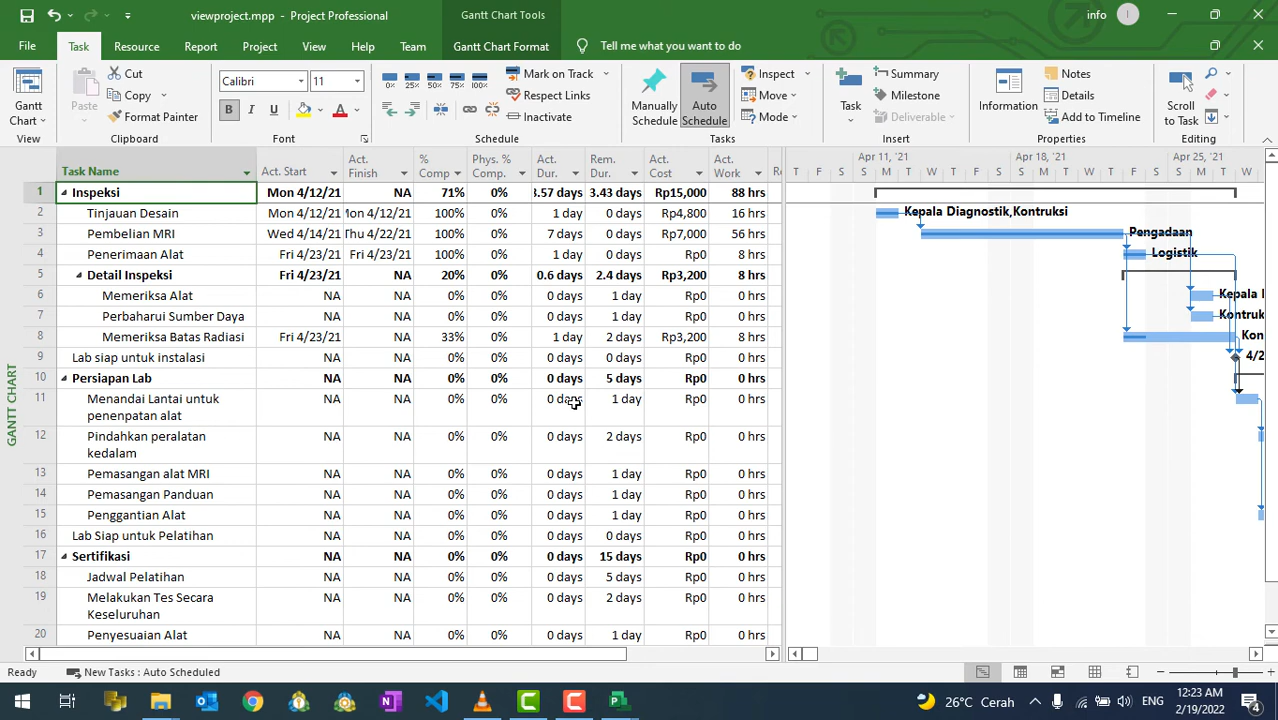 viewproject.mpp - Project Professional
Gantt Chart Tools
info
I
File Task Resource Report Project View Help Team Gantt Chart Format Tell me what you want to do
Gantt
Chart
View
Paste
Cut
Copy
Format Painter
Clipboard
Calibri 11
B I U A
Font
0% 25% 50% 75% 100%
Mark on Track
Respect Links
Inactivate
Schedule
Manually
Schedule
Auto
Schedule
Inspect
Move
Mode
Tasks
Task
Summary
Milestone
Deliverable
Insert
Information
Notes
Details
Add to Timeline
Properties
Scroll
to Task
Editing
GANTT CHART
Task Name Act. Start Act. Finish % Comp Phys. % Comp. Act. Dur. Rem. Dur. Act. Cost Act. Work
1 Inspeksi Mon 4/12/21 NA 71% 0% 3.57 days 3.43 days Rp15,000 88 hrs
2 Tinjauan Desain Mon 4/12/21 Mon 4/12/21 100% 0% 1 day 0 days Rp4,800 16 hrs
3 Pembelian MRI Wed 4/14/21 Thu 4/22/21 100% 0% 7 days 0 days Rp7,000 56 hrs
4 Penerimaan Alat Fri 4/23/21 Fri 4/23/21 100% 0% 1 day 0 days Rp0 8 hrs
5 Detail Inspeksi Fri 4/23/21 NA 20% 0% 0.6 days 2.4 days Rp3,200 8 hrs
6 Memeriksa Alat NA NA 0% 0% 0 days 1 day Rp0 0 hrs
7 Perbaharui Sumber Daya NA NA 0% 0% 0 days 1 day Rp0 0 hrs
8 Memeriksa Batas Radiasi Fri 4/23/21 NA 33% 0% 1 day 2 days Rp3,200 8 hrs
9 Lab siap untuk instalasi NA NA 0% 0% 0 days 0 days Rp0 0 hrs
10 Persiapan Lab NA NA 0% 0% 0 days 5 days Rp0 0 hrs
11 Menandai Lantai untuk NA NA 0% 0% 0 days 1 day Rp0 0 hrs
penenpatan alat
12 Pindahkan peralatan NA NA 0% 0% 0 days 2 days Rp0 0 hrs
kedalam
13 Pemasangan alat MRI NA NA 0% 0% 0 days 1 day Rp0 0 hrs
14 Pemasangan Panduan NA NA 0% 0% 0 days 1 day Rp0 0 hrs
15 Penggantian Alat NA NA 0% 0% 0 days 1 day Rp0 0 hrs
16 Lab Siap untuk Pelatihan NA NA 0% 0% 0 days 0 days Rp0 0 hrs
17 Sertifikasi NA NA 0% 0% 0 days 15 days Rp0 0 hrs
18 Jadwal Pelatihan NA NA 0% 0% 0 days 5 days Rp0 0 hrs
19 Melakukan Tes Secara NA NA 0% 0% 0 days 2 days Rp0 0 hrs
Keseluruhan
20 Penyesuaian Alat NA NA 0% 0% 0 days 1 day Rp0 0 hrs
Apr 11, '21 Apr 18, '21 Apr 25, '21
T F S S M T W T F S S M T W T F S S M T W
Kepala Diagnostik,Kontruksi
Pengadaan
Logistik
Kepala
Kontruk
Kon
4/2
Ready New Tasks : Auto Scheduled
26°C Cerah
ENG
12:23 AM
2/19/2022
4